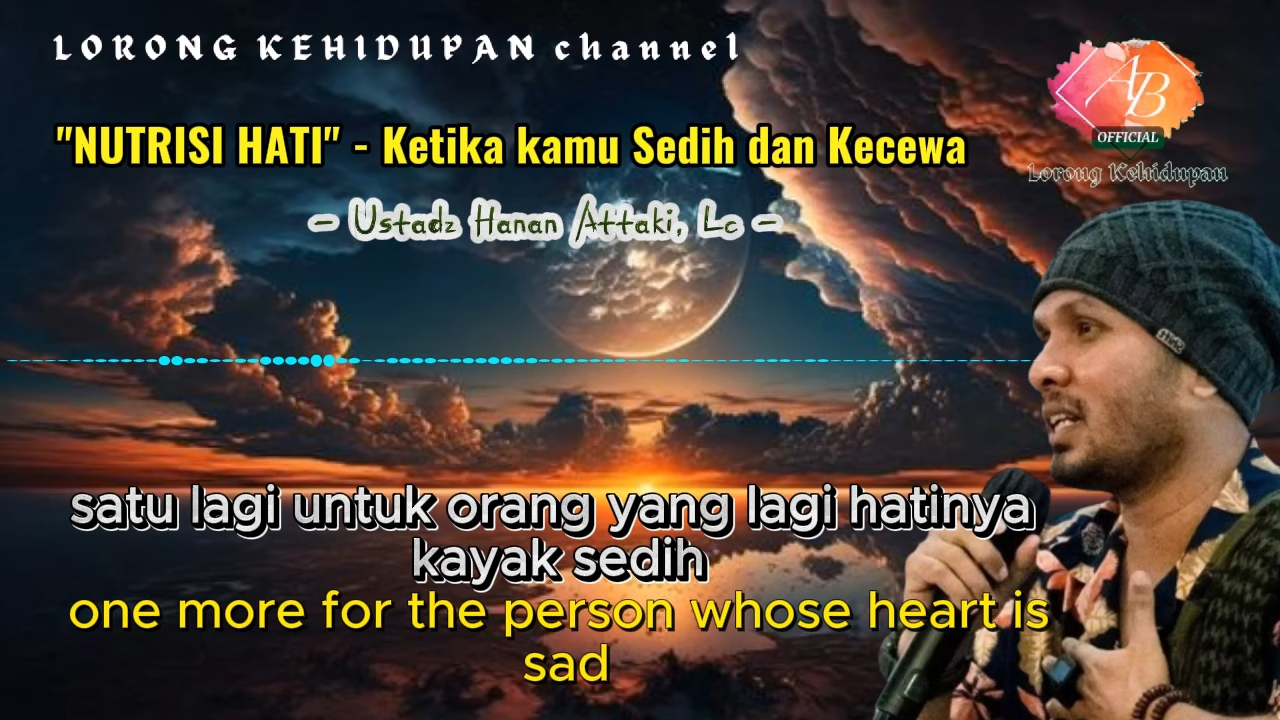 LORONG KEHIDUPAN channel
AB
OFFICIAL
Lorong Kehidupan
"NUTRISI HATI" - Ketika kamu Sedih dan Kecewa
- Ustadz Hanan Attaki, Lc -
satu lagi untuk orang yang lagi hatinya
kayak sedih
one more for the person whose heart is
sad